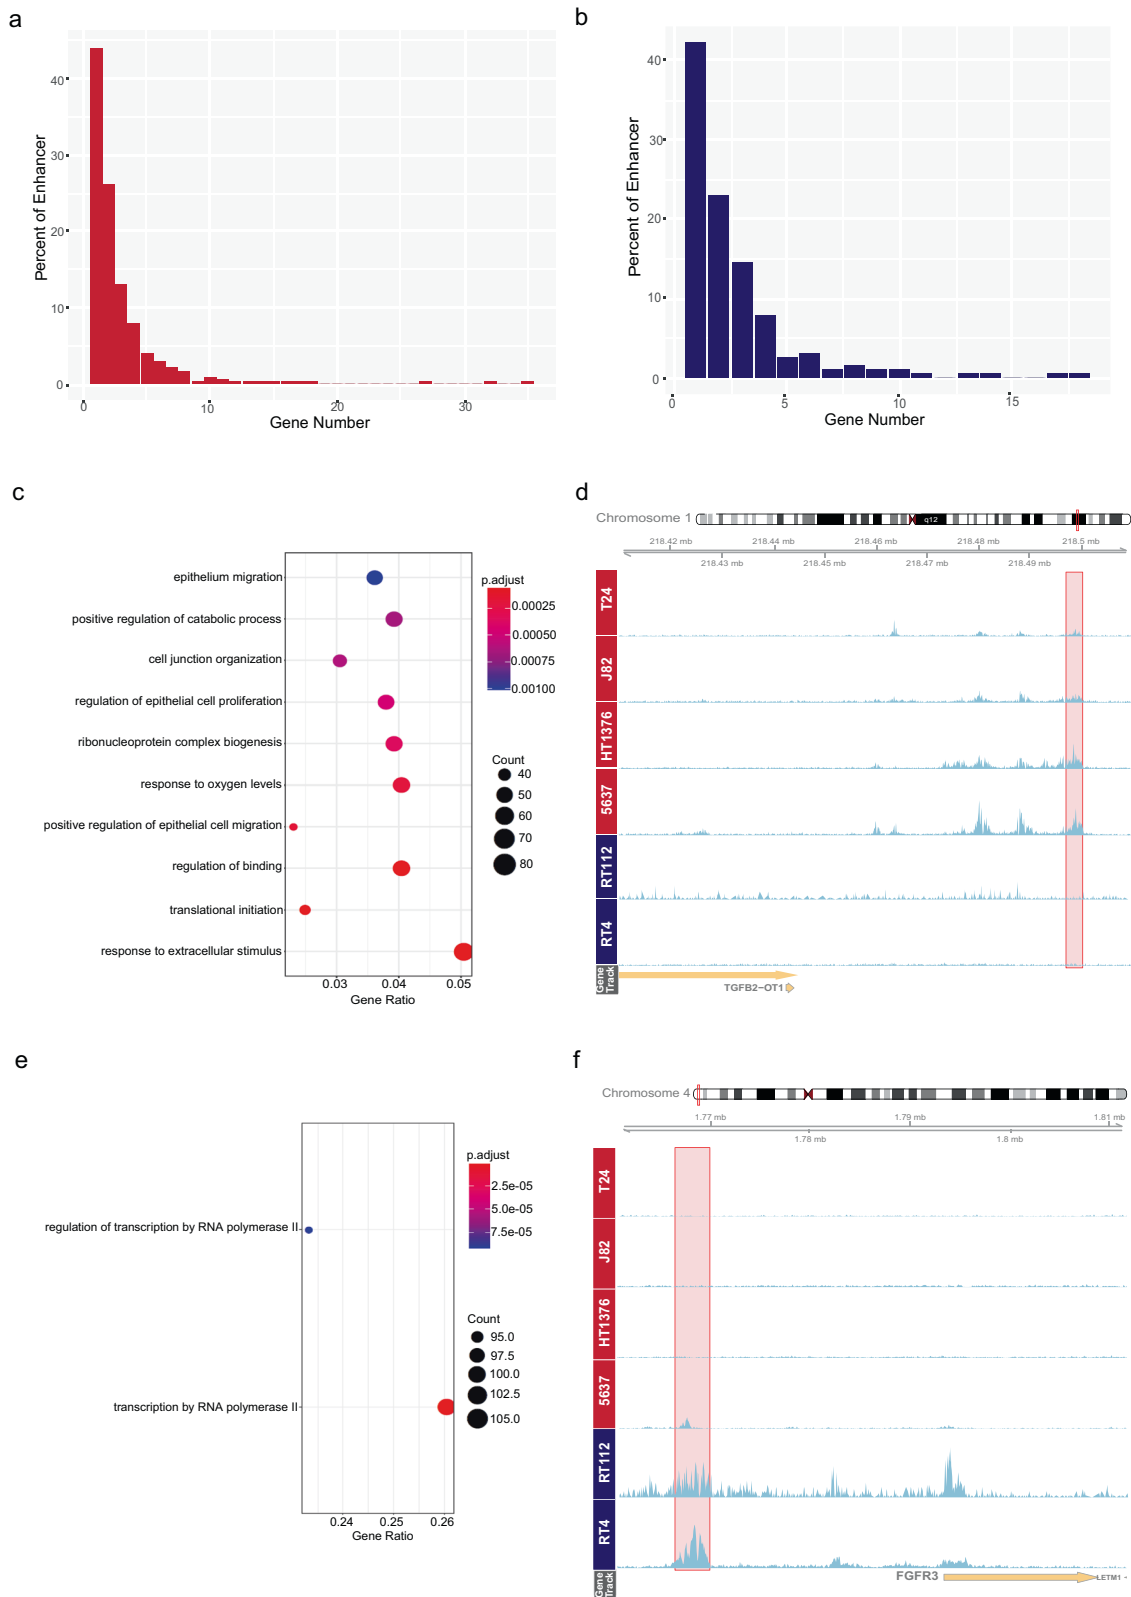 a
Percent of Enhancer
40
30
20
10
0
0
10
20
30
Gene Number
b
Percent of Enhancer
40
30
20
10
0
0
5
10
15
Gene Number
c
epithelium migration
positive regulation of catabolic process
cell junction organization
regulation of epithelial cell proliferation
ribonucleoprotein complex biogenesis
response to oxygen levels
positive regulation of epithelial cell migration
regulation of binding
translational initiation
response to extracellular stimulus
0.03
0.04
0.05
Gene Ratio
p.adjust
0.00025
0.00050
0.00075
0.00100
Count
40
50
60
70
80
d
Chromosome 1
q12
218.42 mb
218.44 mb
218.46 mb
218.48 mb
218.5 mb
218.43 mb
218.45 mb
218.47 mb
218.49 mb
T24
J82
HT1376
5637
RT112
RT4
Gene
Track
TGFB2-OT1
e
regulation of transcription by RNA polymerase II
transcription by RNA polymerase II
0.24
0.25
0.26
Gene Ratio
p.adjust
2.5e-05
5.0e-05
7.5e-05
Count
95.0
97.5
100.0
102.5
105.0
f
Chromosome 4
1.77 mb
1.79 mb
1.81 mb
1.78 mb
1.8 mb
T24
J82
HT1376
5637
RT112
RT4
Gene
Track
FGFR3
LETM1